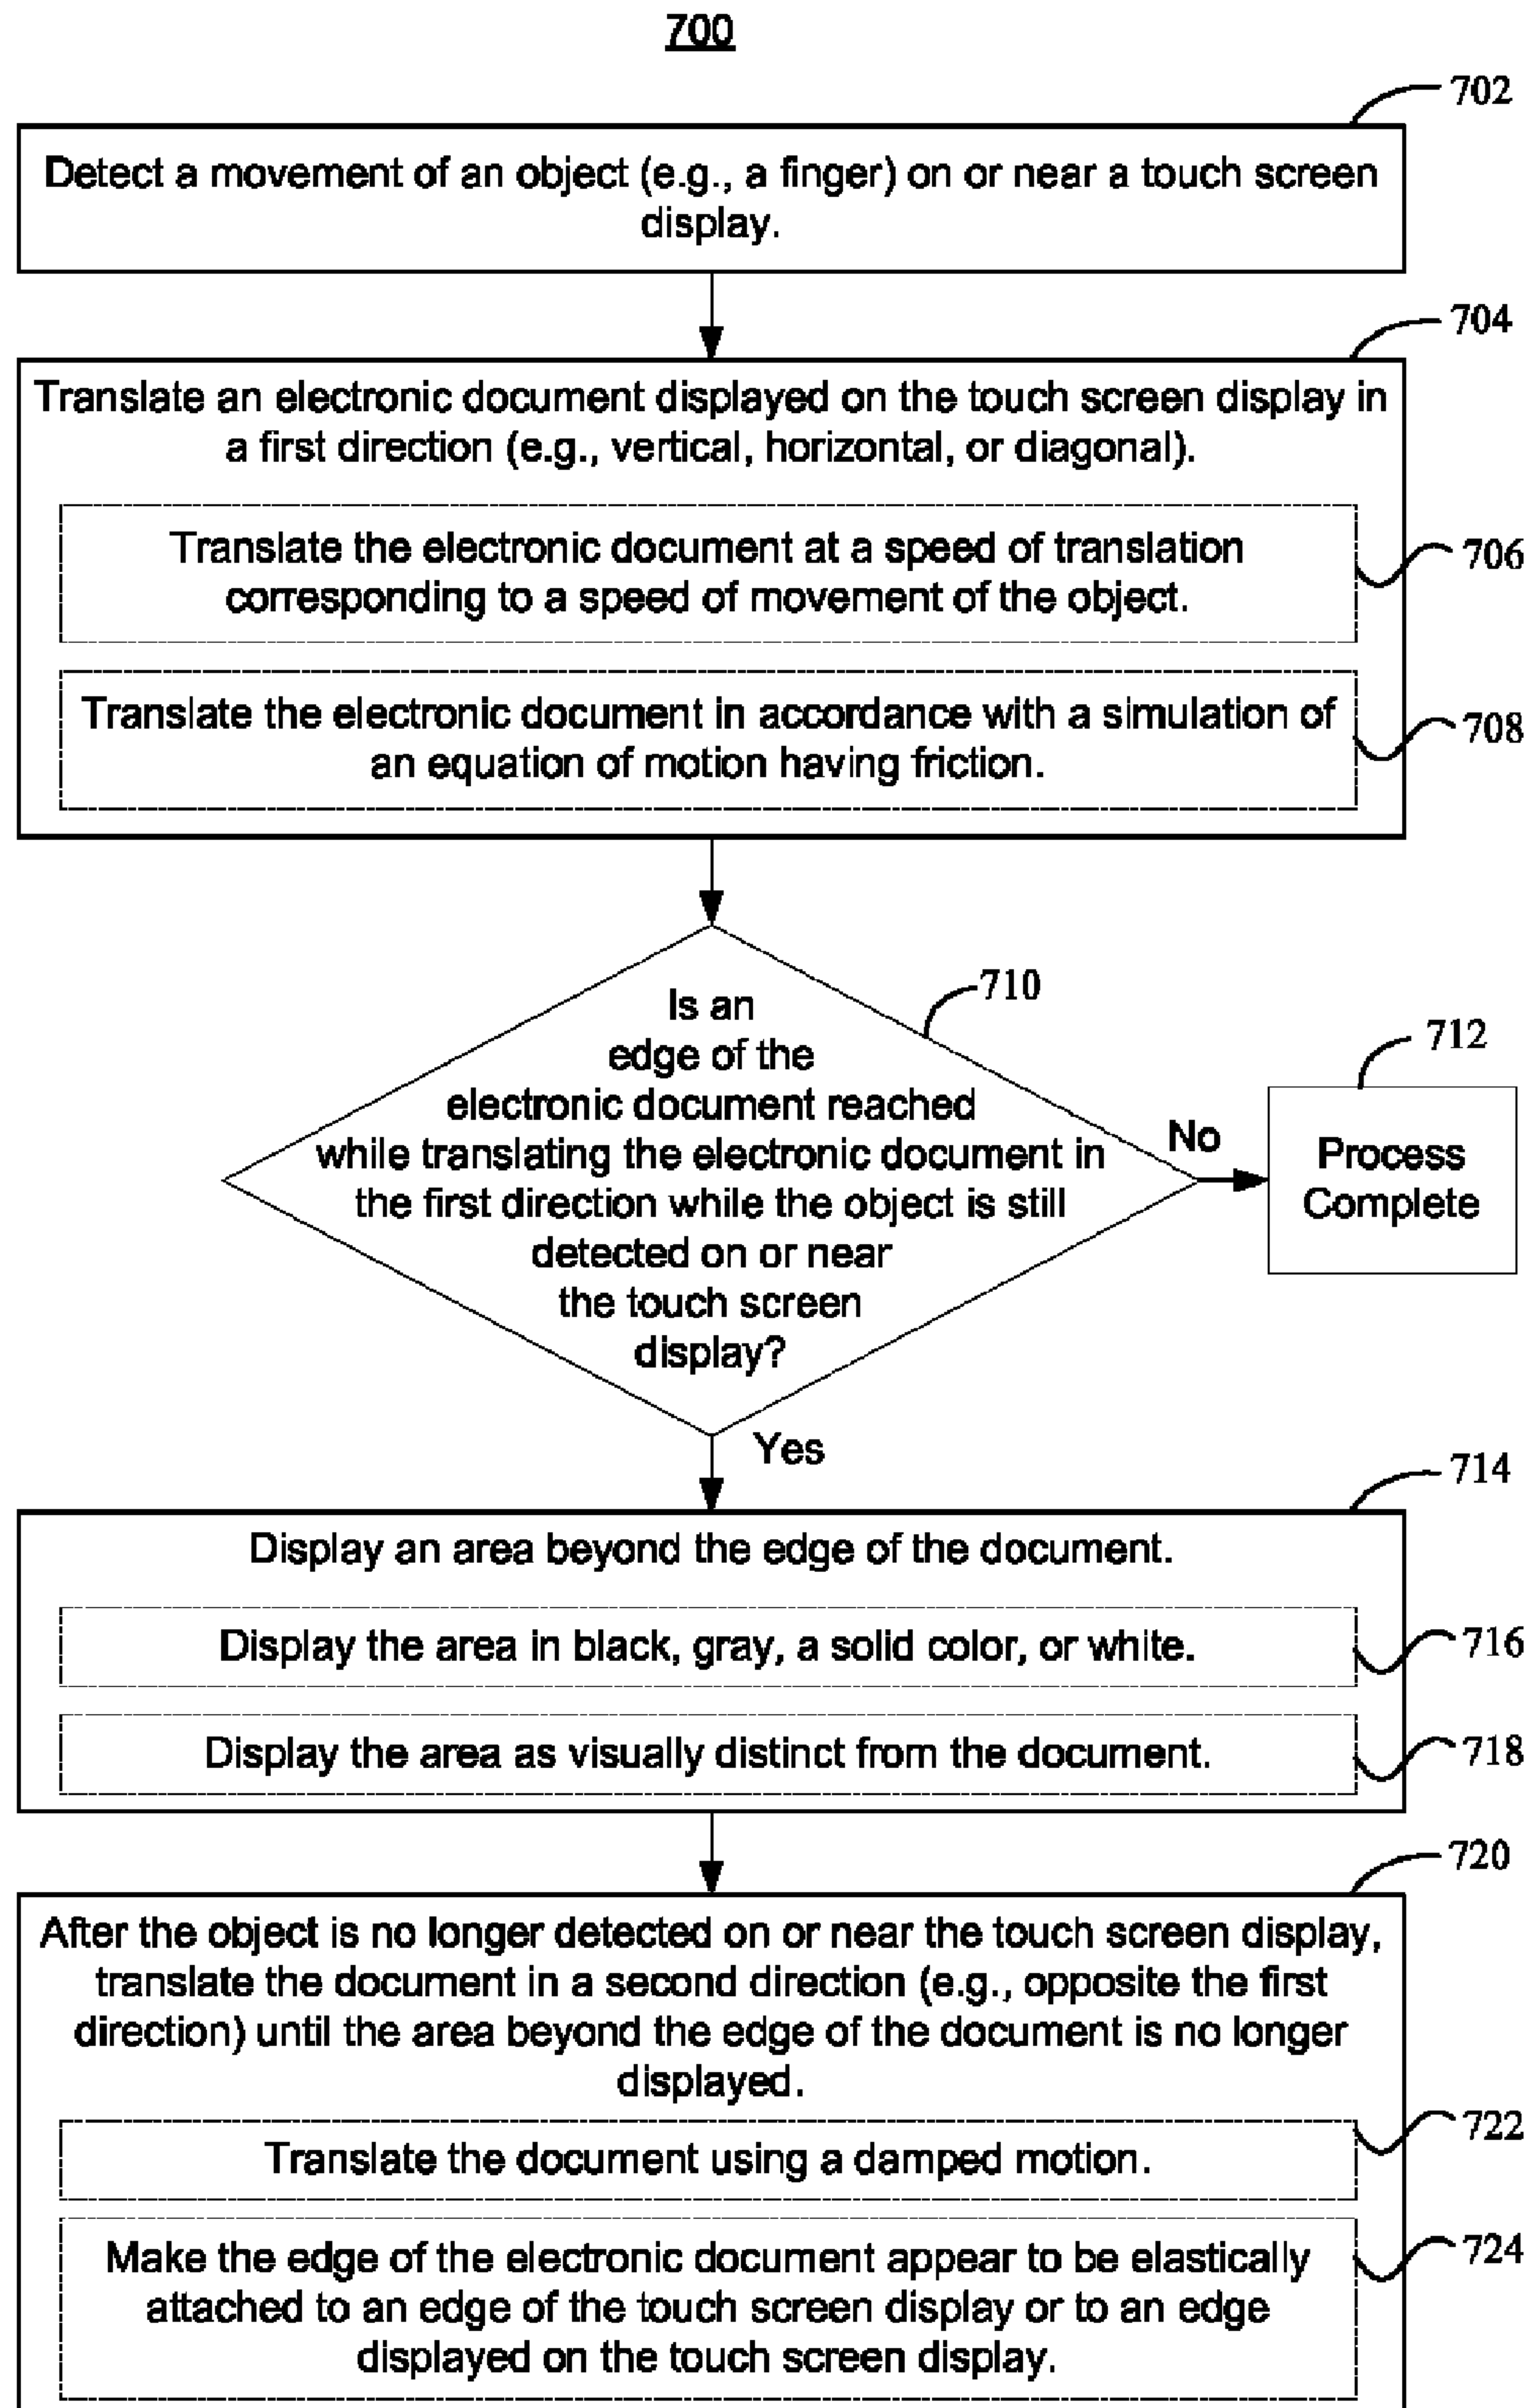 700
702
Detect a movement of an object (e.g., a finger) on or near a touch screen
display.
704
Translate an electronic document displayed on the touch screen display in
a first direction (e.g., vertical, horizontal, or diagonal).
Translate the electronic document at a speed of translation
corresponding to a speed of movement of the object.
706
Translate the electronic document in accordance with a simulation of
an equation of motion having friction.
708
710
Is an
edge of the
electronic document reached
while translating the electronic document in
the first direction while the object is still
detected on or near
the touch screen
display?
No
712
Process
Complete
Yes
714
Display an area beyond the edge of the document.
Display the area in black, gray, a solid color, or white.
716
Display the area as visually distinct from the document.
718
720
After the object is no longer detected on or near the touch screen display,
translate the document in a second direction (e.g., opposite the first
direction) until the area beyond the edge of the document is no longer
displayed.
Translate the document using a damped motion.
722
Make the edge of the electronic document appear to be elastically
attached to an edge of the touch screen display or to an edge
displayed on the touch screen display.
724